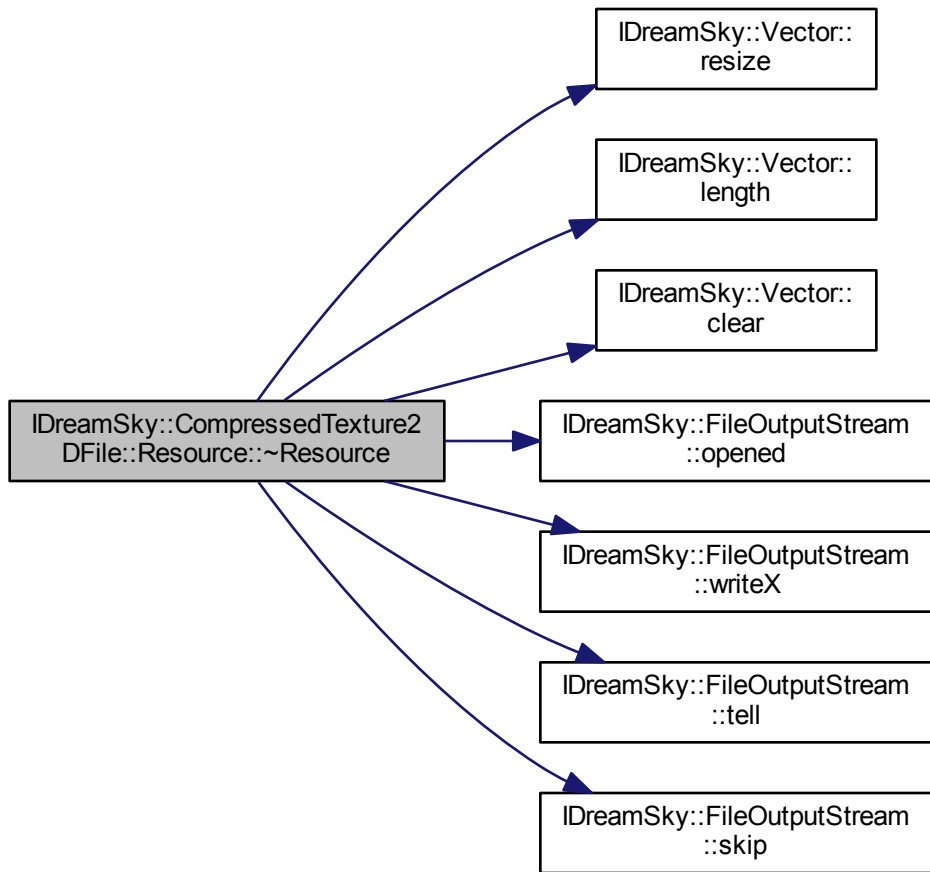 IDreamSky::Vector::
resize
IDreamSky::Vector::
length
IDreamSky::Vector::
clear
IDreamSky::CompressedTexture2
DFile::Resource::~Resource
IDreamSky::FileOutputStream
::opened
IDreamSky::FileOutputStream
::writeX
IDreamSky::FileOutputStream
::tell
IDreamSky::FileOutputStream
::skip